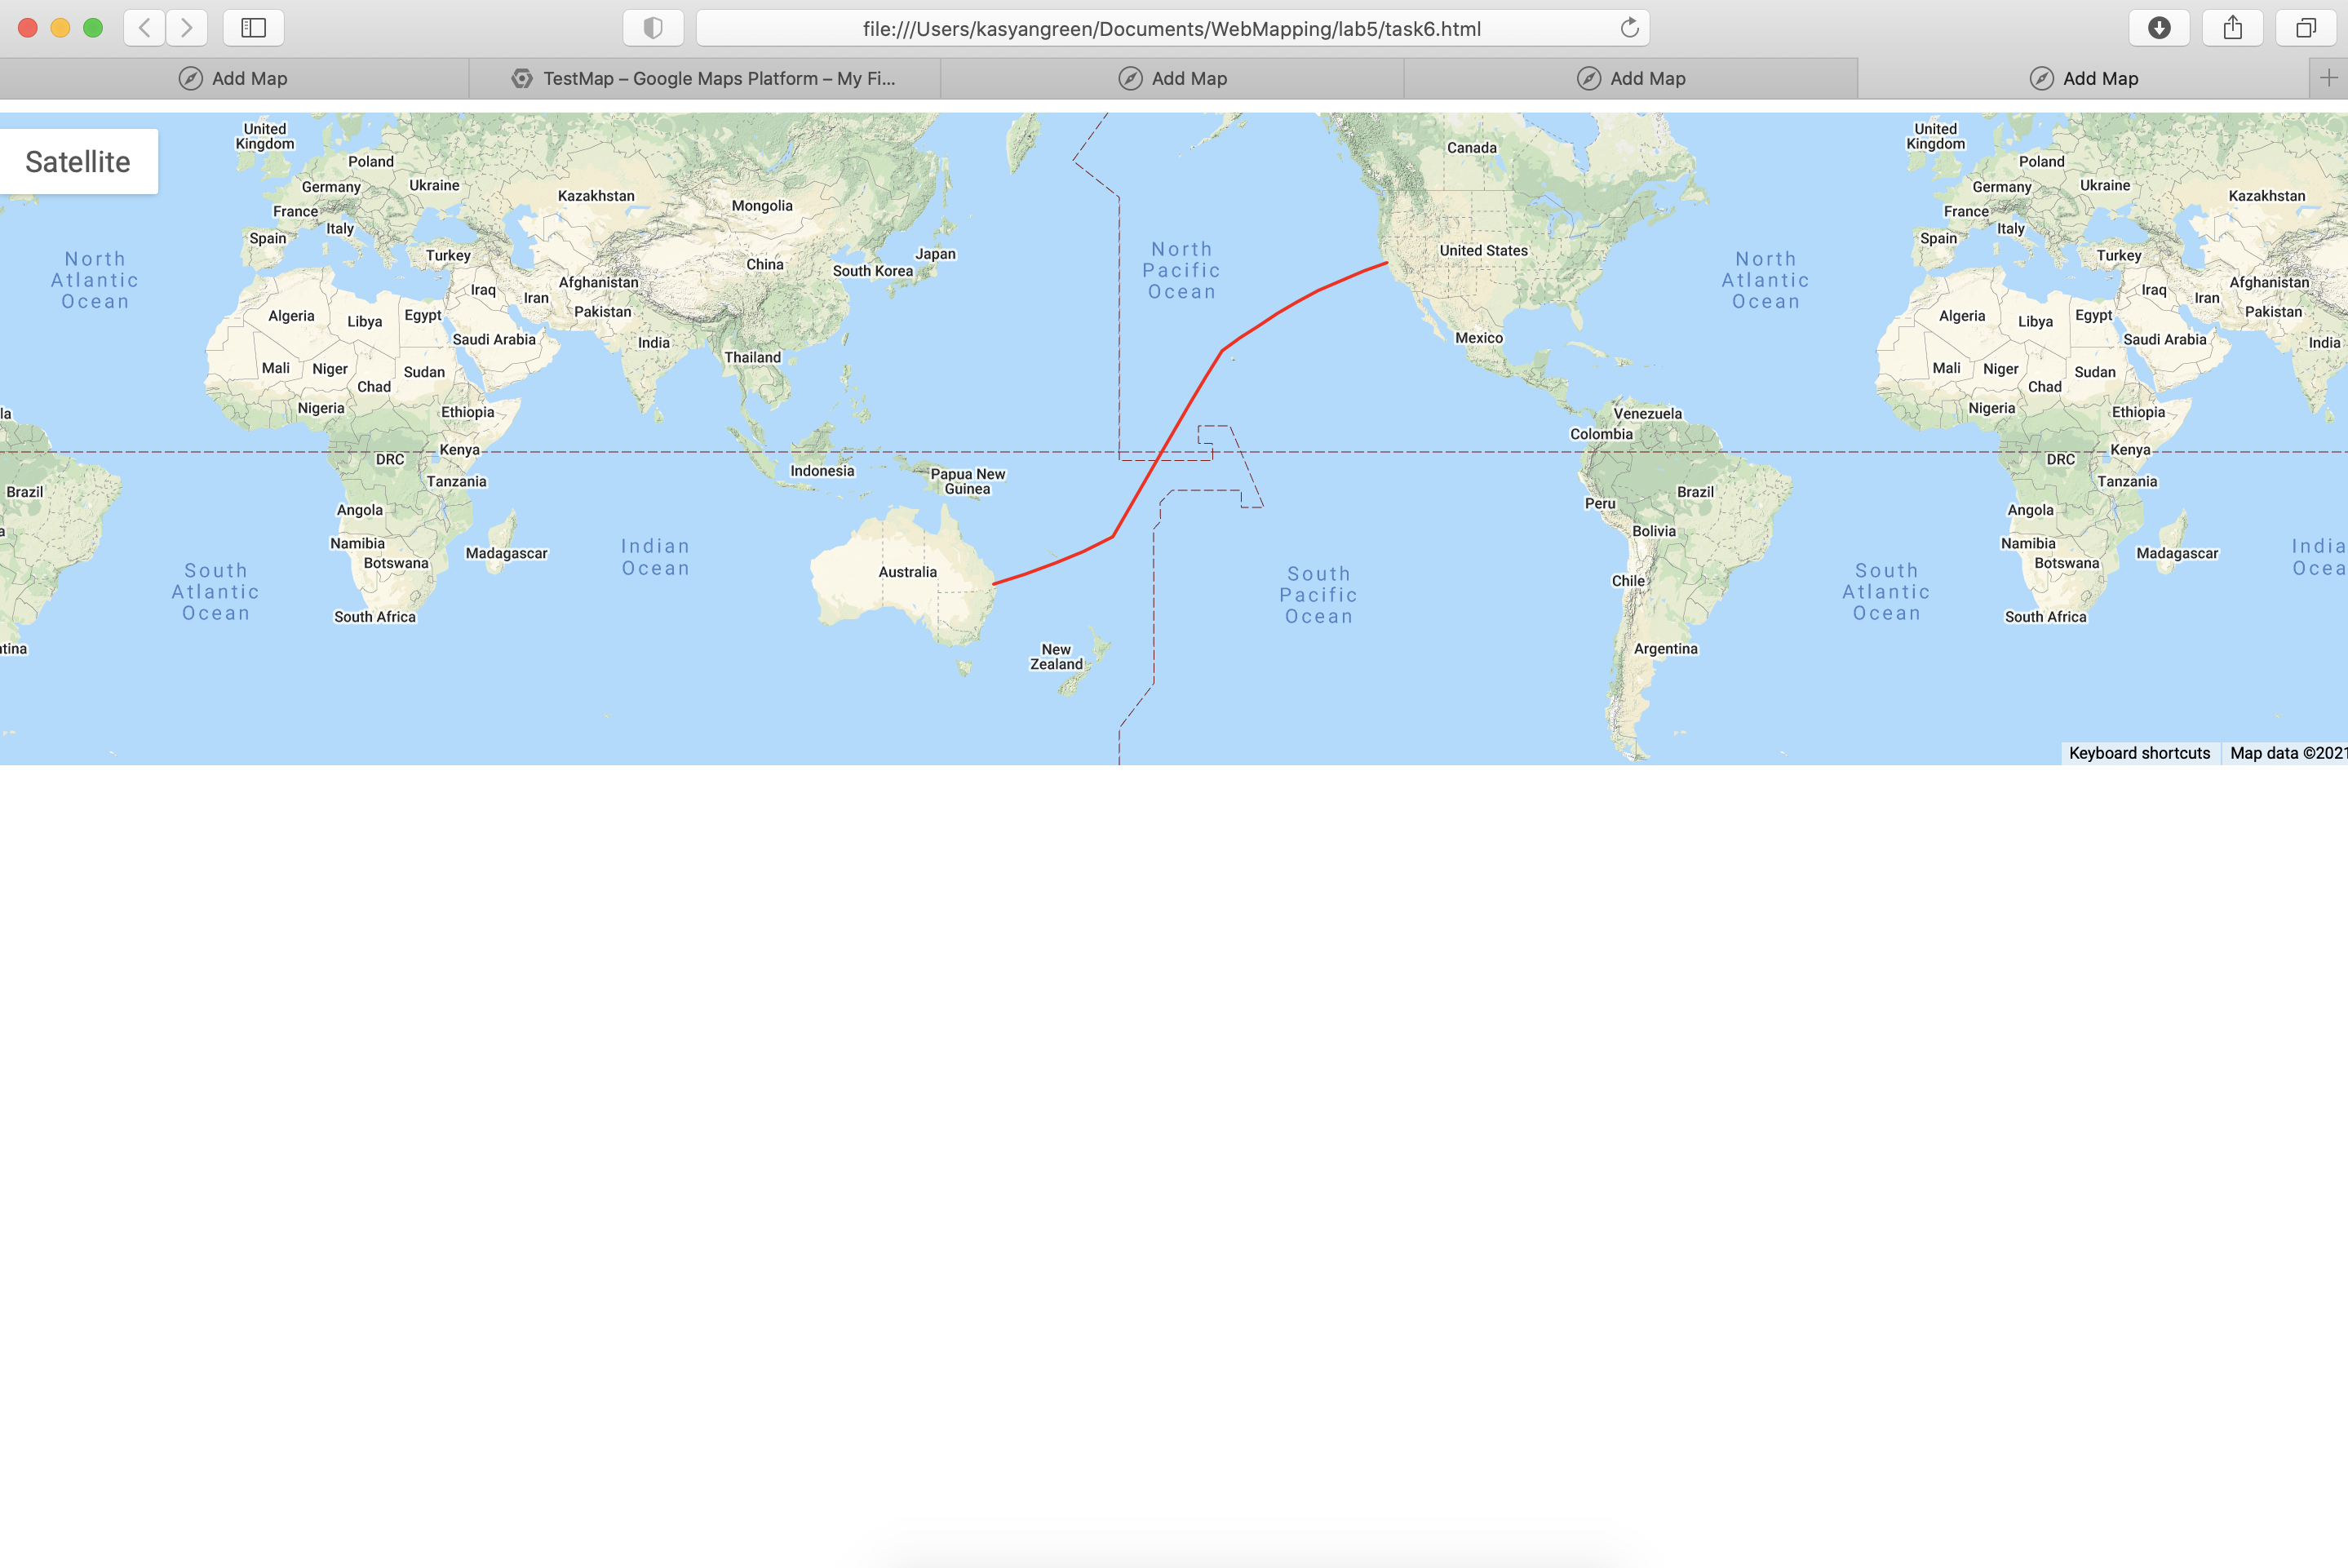 file:///Users/kasyangreen/Documents/WebMapping/lab5/task6.html
Add Map
TestMap – Google Maps Platform – My Fi...
Add Map
Add Map
Add Map
Satellite
United
Kingdom
Poland
Germany
Ukraine
France
Italy
Spain
Turkey
Kazakhstan
Mongolia
China
Japan
South Korea
Afghanistan
Pakistan
Iraq
Iran
Algeria
Libya
Egypt
Saudi Arabia
India
Thailand
Mali
Niger
Chad
Sudan
Nigeria
Ethiopia
Kenya
DRC
Tanzania
Angola
Namibia
Botswana
Madagascar
South Africa
Indonesia
Papua New
Guinea
Australia
New
Zealand
North
Atlantic
Ocean
South
Atlantic
Ocean
Indian
Ocean
North
Pacific
Ocean
South
Pacific
Ocean
Brazil
la
a
tina
Canada
United States
Mexico
Venezuela
Colombia
Peru
Brazil
Bolivia
Chile
Argentina
North
Atlantic
Ocean
South
Atlantic
Ocean
United
Kingdom
Poland
Germany
Ukraine
France
Italy
Spain
Turkey
Kazakhstan
Afghanistan
Pakistan
Iraq
Iran
Algeria
Libya
Egypt
Saudi Arabia
India
Mali
Niger
Chad
Sudan
Nigeria
Ethiopia
Kenya
DRC
Tanzania
Angola
Namibia
Botswana
Madagascar
South Africa
India
Ocea
Keyboard shortcuts
Map data ©2021